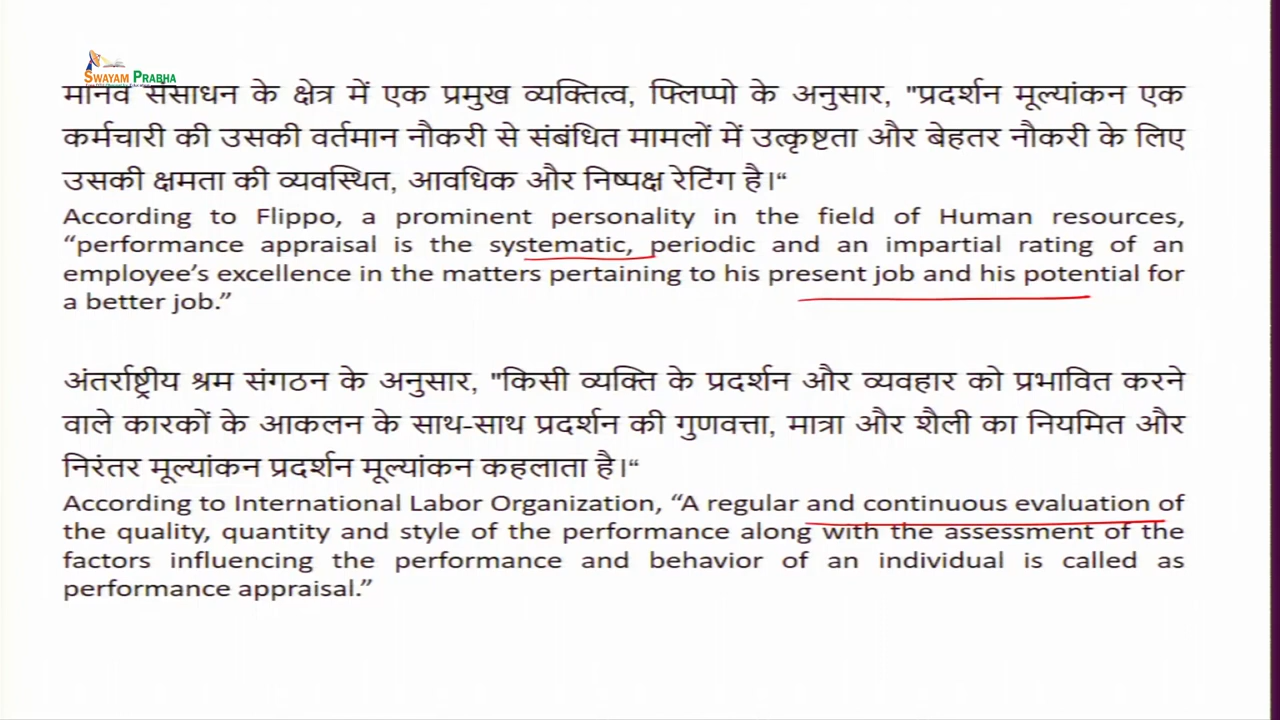 SWAYAM PRABHA
मानव संसाधन के क्षेत्र में एक प्रमुख व्यक्तित्व, फ्लिप्पो के अनुसार, "प्रदर्शन मूल्यांकन एक
कर्मचारी की उसकी वर्तमान नौकरी से संबंधित मामलों में उत्कृष्टता और बेहतर नौकरी के लिए
उसकी क्षमता की व्यवस्थित, आवधिक और निष्पक्ष रेटिंग है।“
According to Flippo, a prominent personality in the field of Human resources,
“performance appraisal is the systematic, periodic and an impartial rating of an
employee’s excellence in the matters pertaining to his present job and his potential for
a better job.”
अंतर्राष्ट्रीय श्रम संगठन के अनुसार, "किसी व्यक्ति के प्रदर्शन और व्यवहार को प्रभावित करने
वाले कारकों के आकलन के साथ-साथ प्रदर्शन की गुणवत्ता, मात्रा और शैली का नियमित और
निरंतर मूल्यांकन प्रदर्शन मूल्यांकन कहलाता है।“
According to International Labor Organization, “A regular and continuous evaluation of
the quality, quantity and style of the performance along with the assessment of the
factors influencing the performance and behavior of an individual is called as
performance appraisal.”